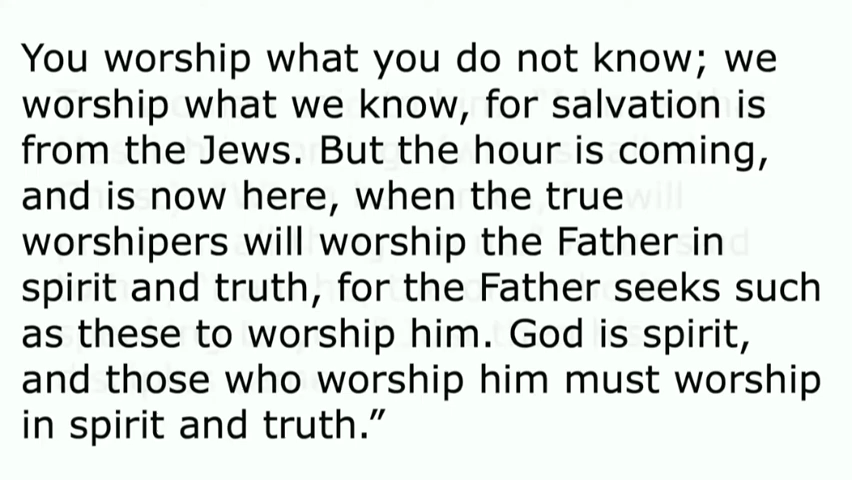 You worship what you do not know; we
worship what we know, for salvation is
from the Jews. But the hour is coming,
and is now here, when the true
worshipers will worship the Father in
spirit and truth, for the Father seeks such
as these to worship him. God is spirit,
and those who worship him must worship
in spirit and truth.”